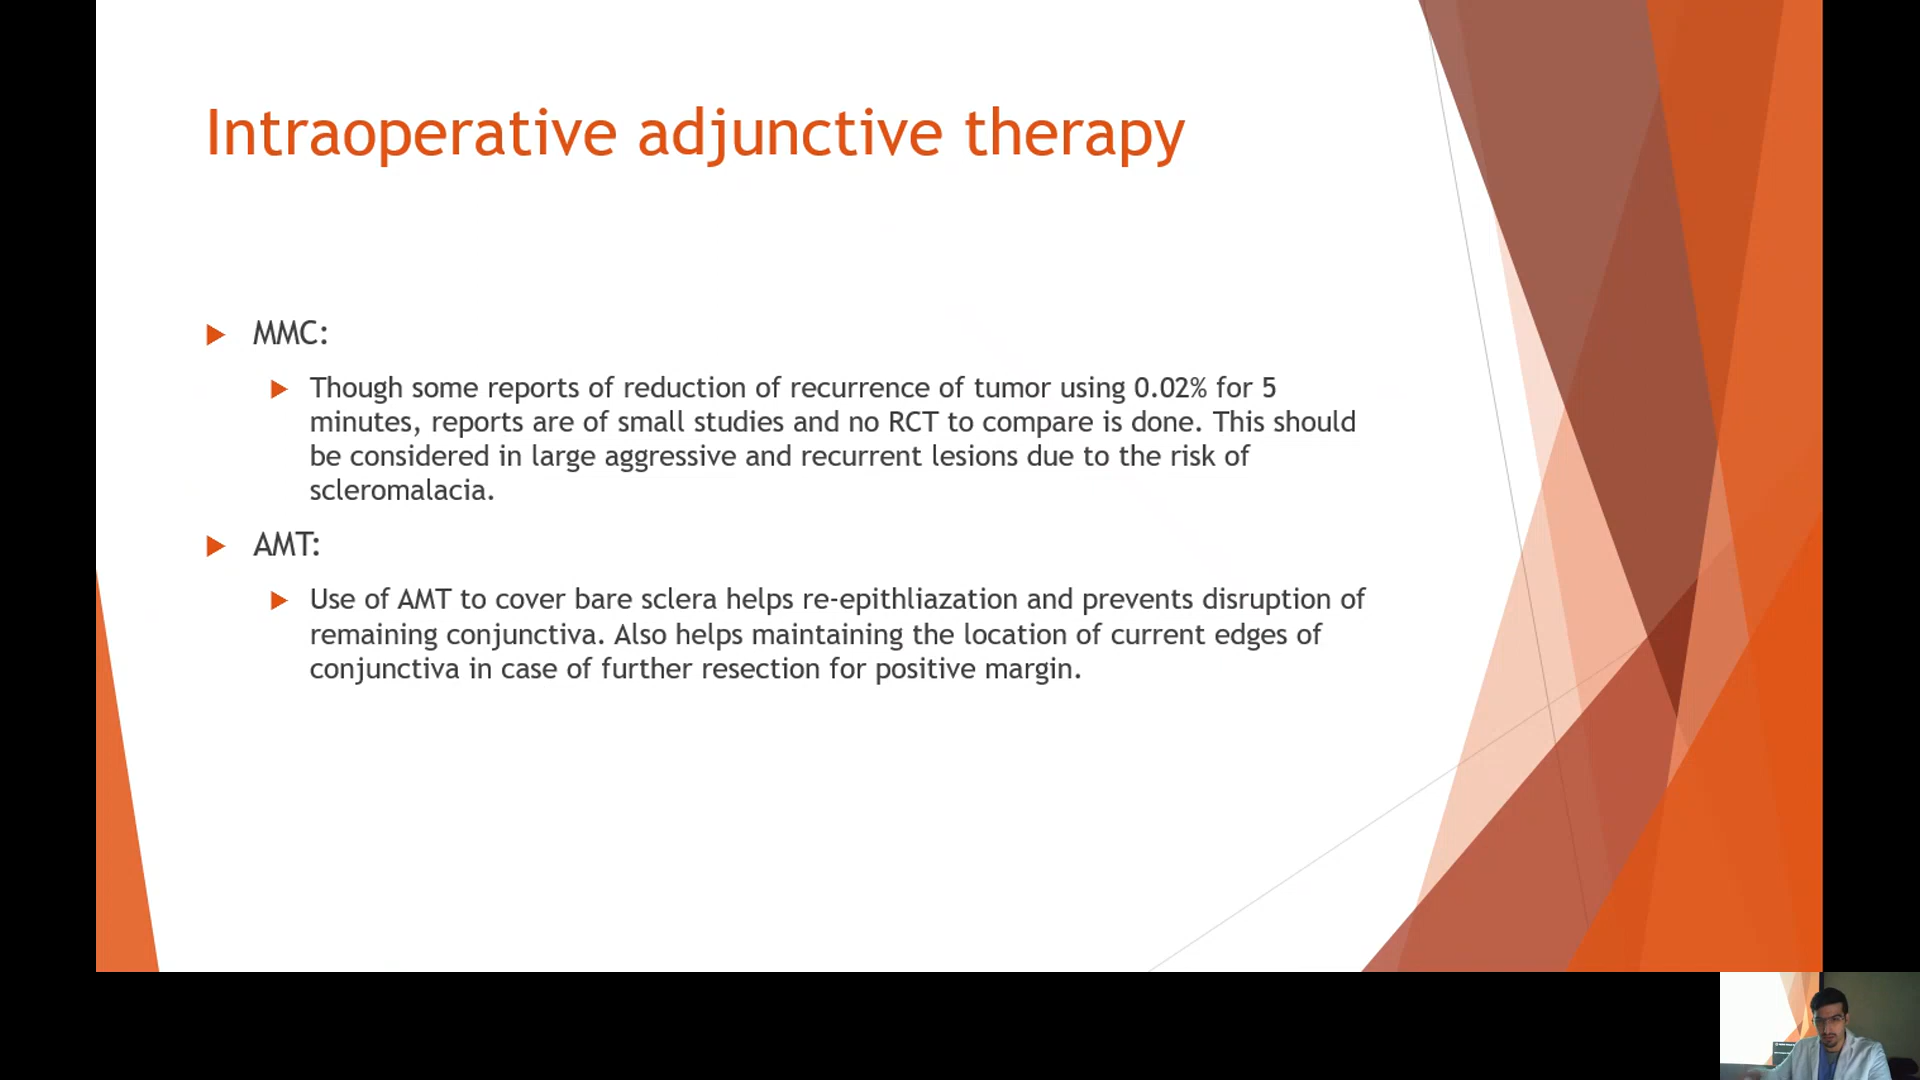 Intraoperative adjunctive therapy
MMC:
Though some reports of reduction of recurrence of tumor using 0.02% for 5
minutes, reports are of small studies and no RCT to compare is done. This should
be considered in large aggressive and recurrent lesions due to the risk of
scleromalacia.
AMT:
Use of AMT to cover bare sclera helps re-epithliazation and prevents disruption of
remaining conjunctiva. Also helps maintaining the location of current edges of
conjunctiva in case of further resection for positive margin.